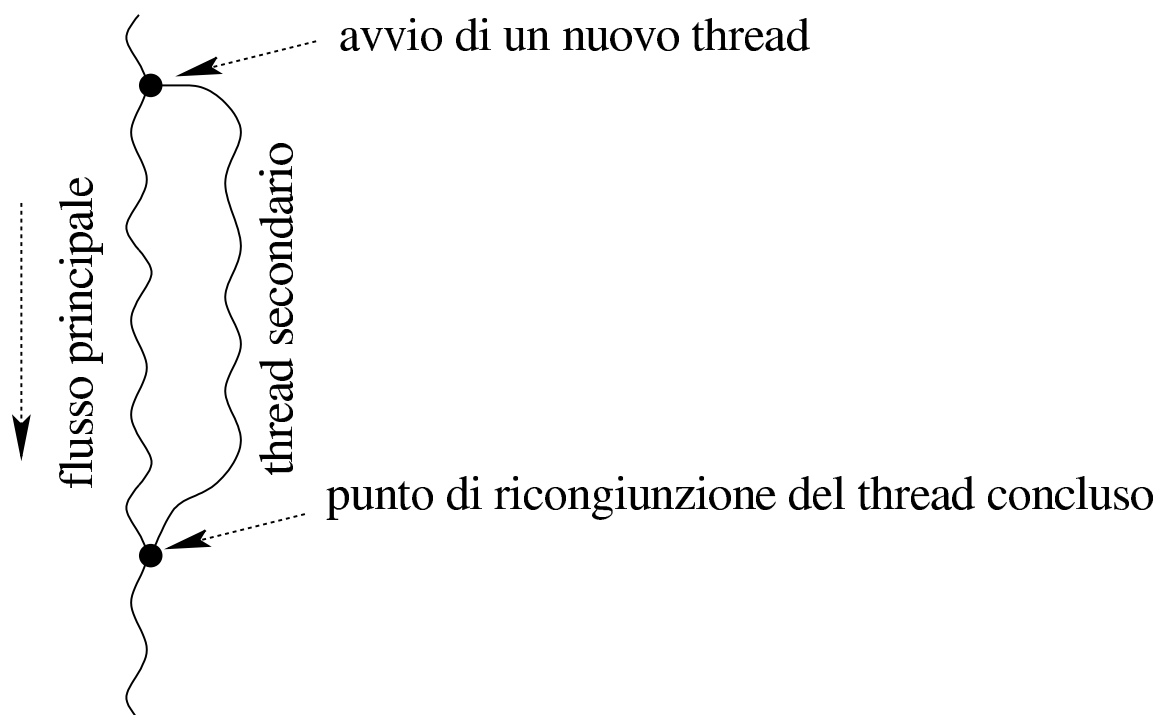 avvio di un nuovo thread
flusso principale
thread secondario
punto di ricongiunzione del thread concluso